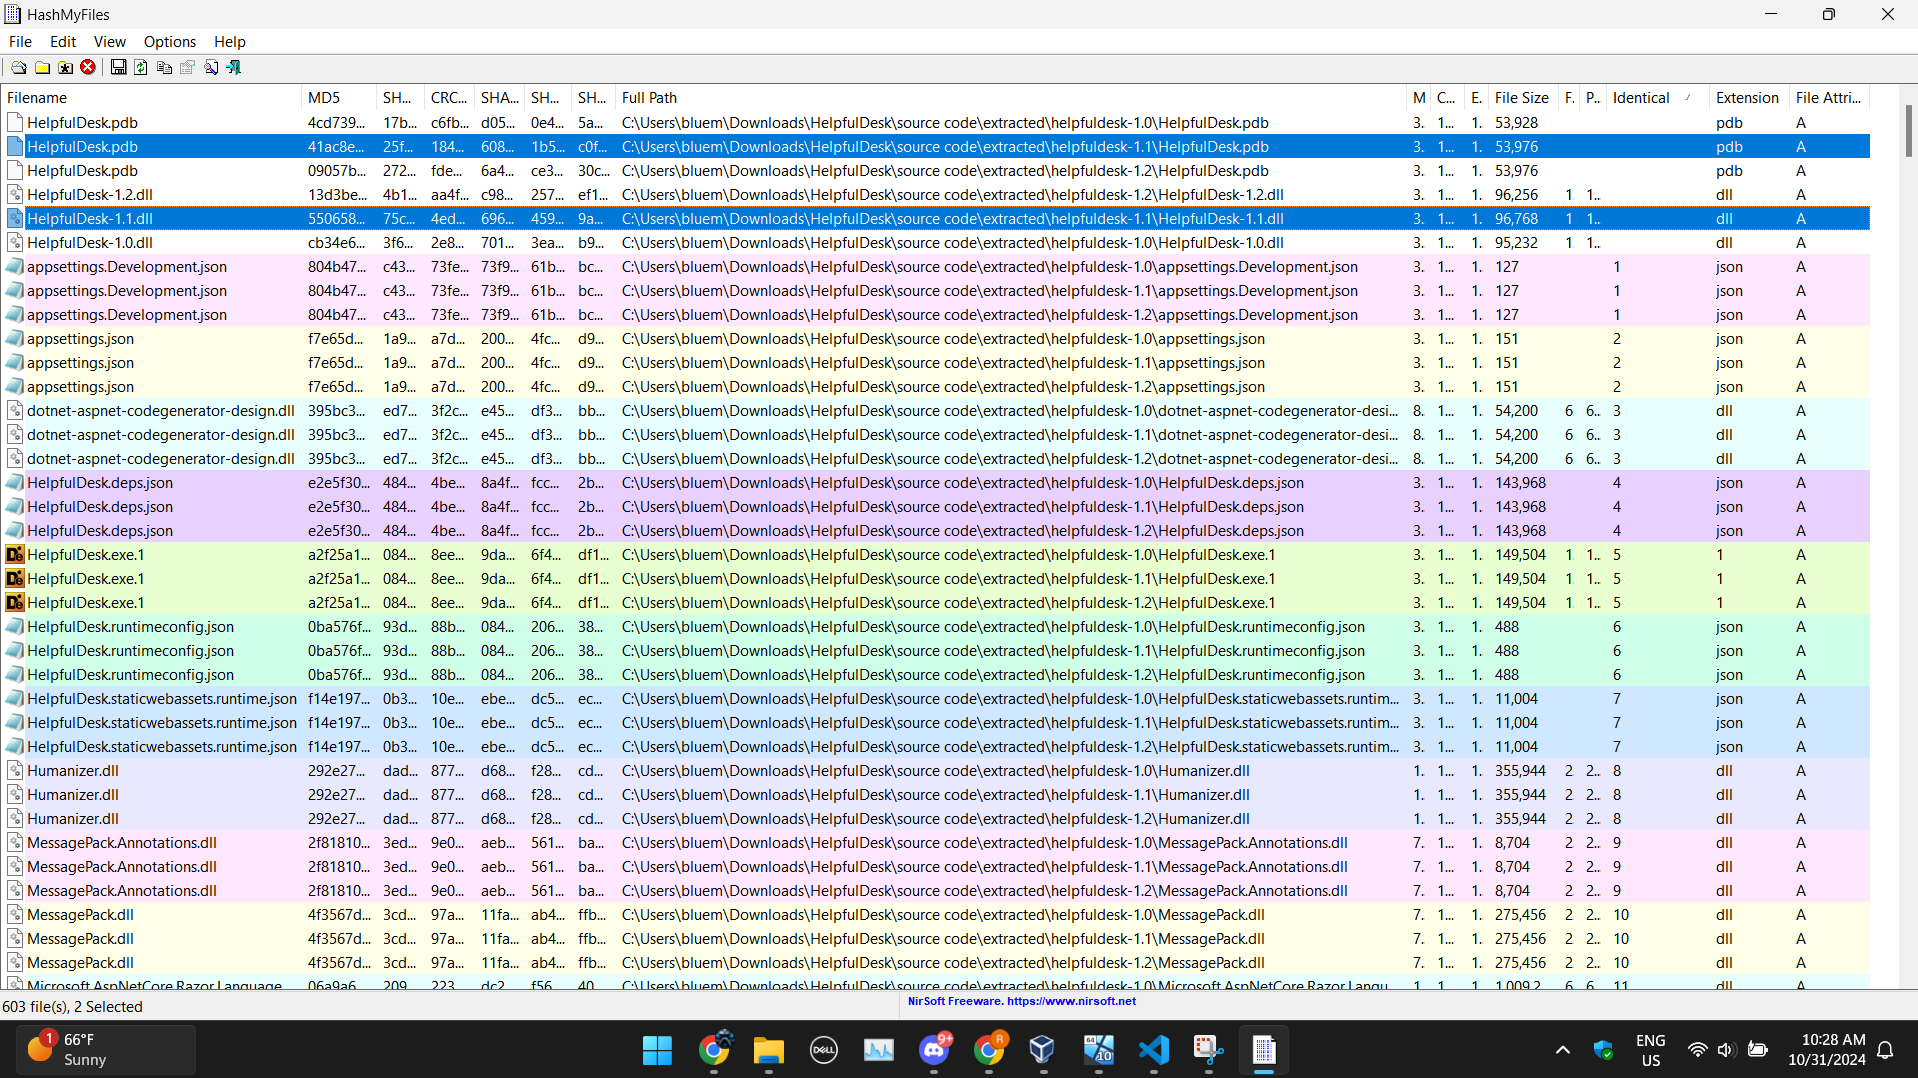 HashMyFiles
File Edit View Options Help
Filename MD5 SH... CRC... SHA... SH... SH... Full Path M C... E. File Size F. P... Identical / Extension File Attri...
HelpfulDesk.pdb 4cd739... 17b... c6fb... d05... 0e4... 5a... C:\Users\bluem\Downloads\HelpfulDesk\source code\extracted\helpfuldesk-1.0\HelpfulDesk.pdb 3. 1... 1. 53,928 pdb A
HelpfulDesk.pdb 41ac8e... 25f... 184... 608... 1b5... c0f... C:\Users\bluem\Downloads\HelpfulDesk\source code\extracted\helpfuldesk-1.1\HelpfulDesk.pdb 3. 1... 1. 53,976 pdb A
HelpfulDesk.pdb 09057b... 272... fde... 6a4... ce3... 30c... C:\Users\bluem\Downloads\HelpfulDesk\source code\extracted\helpfuldesk-1.2\HelpfulDesk.pdb 3. 1... 1. 53,976 pdb A
HelpfulDesk-1.2.dll 13d3be... 4b1... aa4f... c98... 257... ef1... C:\Users\bluem\Downloads\HelpfulDesk\source code\extracted\helpfuldesk-1.2\HelpfulDesk-1.2.dll 3. 1... 1. 96,256 1 1.. dll A
HelpfulDesk-1.1.dll 550658... 75c... 4ed... 696... 459... 9a... C:\Users\bluem\Downloads\HelpfulDesk\source code\extracted\helpfuldesk-1.1\HelpfulDesk-1.1.dll 3. 1... 1. 96,768 1 1.. dll A
HelpfulDesk-1.0.dll cb34e6... 3f6... 2e8... 701... 3ea... b9... C:\Users\bluem\Downloads\HelpfulDesk\source code\extracted\helpfuldesk-1.0\HelpfulDesk-1.0.dll 3. 1... 1. 95,232 1 1.. dll A
appsettings.Development.json 804b47... c43... 73fe... 73f9... 61b... bc... C:\Users\bluem\Downloads\HelpfulDesk\source code\extracted\helpfuldesk-1.0\appsettings.Development.json 3. 1... 1. 127 1 json A
appsettings.Development.json 804b47... c43... 73fe... 73f9... 61b... bc... C:\Users\bluem\Downloads\HelpfulDesk\source code\extracted\helpfuldesk-1.1\appsettings.Development.json 3. 1... 1. 127 1 json A
appsettings.Development.json 804b47... c43... 73fe... 73f9... 61b... bc... C:\Users\bluem\Downloads\HelpfulDesk\source code\extracted\helpfuldesk-1.2\appsettings.Development.json 3. 1... 1. 127 1 json A
appsettings.json f7e65d... 1a9... a7d... 200... 4fc... d9... C:\Users\bluem\Downloads\HelpfulDesk\source code\extracted\helpfuldesk-1.0\appsettings.json 3. 1... 1. 151 2 json A
appsettings.json f7e65d... 1a9... a7d... 200... 4fc... d9... C:\Users\bluem\Downloads\HelpfulDesk\source code\extracted\helpfuldesk-1.1\appsettings.json 3. 1... 1. 151 2 json A
appsettings.json f7e65d... 1a9... a7d... 200... 4fc... d9... C:\Users\bluem\Downloads\HelpfulDesk\source code\extracted\helpfuldesk-1.2\appsettings.json 3. 1... 1. 151 2 json A
dotnet-aspnet-codegenerator-design.dll 395bc3... ed7... 3f2c... e45... df3... bb... C:\Users\bluem\Downloads\HelpfulDesk\source code\extracted\helpfuldesk-1.0\dotnet-aspnet-codegenerator-desi... 8. 1... 1. 54,200 6 6.. 3 dll A
dotnet-aspnet-codegenerator-design.dll 395bc3... ed7... 3f2c... e45... df3... bb... C:\Users\bluem\Downloads\HelpfulDesk\source code\extracted\helpfuldesk-1.1\dotnet-aspnet-codegenerator-desi... 8. 1... 1. 54,200 6 6.. 3 dll A
dotnet-aspnet-codegenerator-design.dll 395bc3... ed7... 3f2c... e45... df3... bb... C:\Users\bluem\Downloads\HelpfulDesk\source code\extracted\helpfuldesk-1.2\dotnet-aspnet-codegenerator-desi... 8. 1... 1. 54,200 6 6.. 3 dll A
HelpfulDesk.deps.json e2e5f30... 484... 4be... 8a4f... fcc... 2b... C:\Users\bluem\Downloads\HelpfulDesk\source code\extracted\helpfuldesk-1.0\HelpfulDesk.deps.json 3. 1... 1. 143,968 4 json A
HelpfulDesk.deps.json e2e5f30... 484... 4be... 8a4f... fcc... 2b... C:\Users\bluem\Downloads\HelpfulDesk\source code\extracted\helpfuldesk-1.1\HelpfulDesk.deps.json 3. 1... 1. 143,968 4 json A
HelpfulDesk.deps.json e2e5f30... 484... 4be... 8a4f... fcc... 2b... C:\Users\bluem\Downloads\HelpfulDesk\source code\extracted\helpfuldesk-1.2\HelpfulDesk.deps.json 3. 1... 1. 143,968 4 json A
HelpfulDesk.exe.1 a2f25a1... 084... 8ee... 9da... 6f4... df1... C:\Users\bluem\Downloads\HelpfulDesk\source code\extracted\helpfuldesk-1.0\HelpfulDesk.exe.1 3. 1... 1. 149,504 1 1.. 5 1 A
HelpfulDesk.exe.1 a2f25a1... 084... 8ee... 9da... 6f4... df1... C:\Users\bluem\Downloads\HelpfulDesk\source code\extracted\helpfuldesk-1.1\HelpfulDesk.exe.1 3. 1... 1. 149,504 1 1.. 5 1 A
HelpfulDesk.exe.1 a2f25a1... 084... 8ee... 9da... 6f4... df1... C:\Users\bluem\Downloads\HelpfulDesk\source code\extracted\helpfuldesk-1.2\HelpfulDesk.exe.1 3. 1... 1. 149,504 1 1.. 5 1 A
HelpfulDesk.runtimeconfig.json 0ba576f... 93d... 88b... 084... 206... 38... C:\Users\bluem\Downloads\HelpfulDesk\source code\extracted\helpfuldesk-1.0\HelpfulDesk.runtimeconfig.json 3. 1... 1. 488 6 json A
HelpfulDesk.runtimeconfig.json 0ba576f... 93d... 88b... 084... 206... 38... C:\Users\bluem\Downloads\HelpfulDesk\source code\extracted\helpfuldesk-1.1\HelpfulDesk.runtimeconfig.json 3. 1... 1. 488 6 json A
HelpfulDesk.runtimeconfig.json 0ba576f... 93d... 88b... 084... 206... 38... C:\Users\bluem\Downloads\HelpfulDesk\source code\extracted\helpfuldesk-1.2\HelpfulDesk.runtimeconfig.json 3. 1... 1. 488 6 json A
HelpfulDesk.staticwebassets.runtime.json f14e197... 0b3... 10e... ebe... dc5... ec... C:\Users\bluem\Downloads\HelpfulDesk\source code\extracted\helpfuldesk-1.0\HelpfulDesk.staticwebassets.runtim... 3. 1... 1. 11,004 7 json A
HelpfulDesk.staticwebassets.runtime.json f14e197... 0b3... 10e... ebe... dc5... ec... C:\Users\bluem\Downloads\HelpfulDesk\source code\extracted\helpfuldesk-1.1\HelpfulDesk.staticwebassets.runtim... 3. 1... 1. 11,004 7 json A
HelpfulDesk.staticwebassets.runtime.json f14e197... 0b3... 10e... ebe... dc5... ec... C:\Users\bluem\Downloads\HelpfulDesk\source code\extracted\helpfuldesk-1.2\HelpfulDesk.staticwebassets.runtim... 3. 1... 1. 11,004 7 json A
Humanizer.dll 292e27... dad... 877... d68... f28... cd... C:\Users\bluem\Downloads\HelpfulDesk\source code\extracted\helpfuldesk-1.0\Humanizer.dll 1. 1... 1. 355,944 2 2.. 8 dll A
Humanizer.dll 292e27... dad... 877... d68... f28... cd... C:\Users\bluem\Downloads\HelpfulDesk\source code\extracted\helpfuldesk-1.1\Humanizer.dll 1. 1... 1. 355,944 2 2.. 8 dll A
Humanizer.dll 292e27... dad... 877... d68... f28... cd... C:\Users\bluem\Downloads\HelpfulDesk\source code\extracted\helpfuldesk-1.2\Humanizer.dll 1. 1... 1. 355,944 2 2.. 8 dll A
MessagePack.Annotations.dll 2f81810... 3ed... 9e0... aeb... 561... ba... C:\Users\bluem\Downloads\HelpfulDesk\source code\extracted\helpfuldesk-1.0\MessagePack.Annotations.dll 7. 1... 1. 8,704 2 2.. 9 dll A
MessagePack.Annotations.dll 2f81810... 3ed... 9e0... aeb... 561... ba... C:\Users\bluem\Downloads\HelpfulDesk\source code\extracted\helpfuldesk-1.1\MessagePack.Annotations.dll 7. 1... 1. 8,704 2 2.. 9 dll A
MessagePack.Annotations.dll 2f81810... 3ed... 9e0... aeb... 561... ba... C:\Users\bluem\Downloads\HelpfulDesk\source code\extracted\helpfuldesk-1.2\MessagePack.Annotations.dll 7. 1... 1. 8,704 2 2.. 9 dll A
MessagePack.dll 4f3567d... 3cd... 97a... 11fa... ab4... ffb... C:\Users\bluem\Downloads\HelpfulDesk\source code\extracted\helpfuldesk-1.0\MessagePack.dll 7. 1... 1. 275,456 2 2.. 10 dll A
MessagePack.dll 4f3567d... 3cd... 97a... 11fa... ab4... ffb... C:\Users\bluem\Downloads\HelpfulDesk\source code\extracted\helpfuldesk-1.1\MessagePack.dll 7. 1... 1. 275,456 2 2.. 10 dll A
MessagePack.dll 4f3567d... 3cd... 97a... 11fa... ab4... ffb... C:\Users\bluem\Downloads\HelpfulDesk\source code\extracted\helpfuldesk-1.2\MessagePack.dll 7. 1... 1. 275,456 2 2.. 10 dll A
Microsoft.AspNetCore.Razor.Language... 06a9a6... 209... 223... dc2... f56... 40... C:\Users\bluem\Downloads\HelpfulDesk\source code\extracted\helpfuldesk-1.0\Microsoft.AspNetCore.Razor.Langu... 1. 1... 1. 1,009,2... 6 6.. 11 dll A
603 file(s), 2 Selected NirSoft Freeware. https://www.nirsoft.net
1 66°F
Sunny
DELL 9+ R 64 10
ENG
US
10:28 AM
10/31/2024